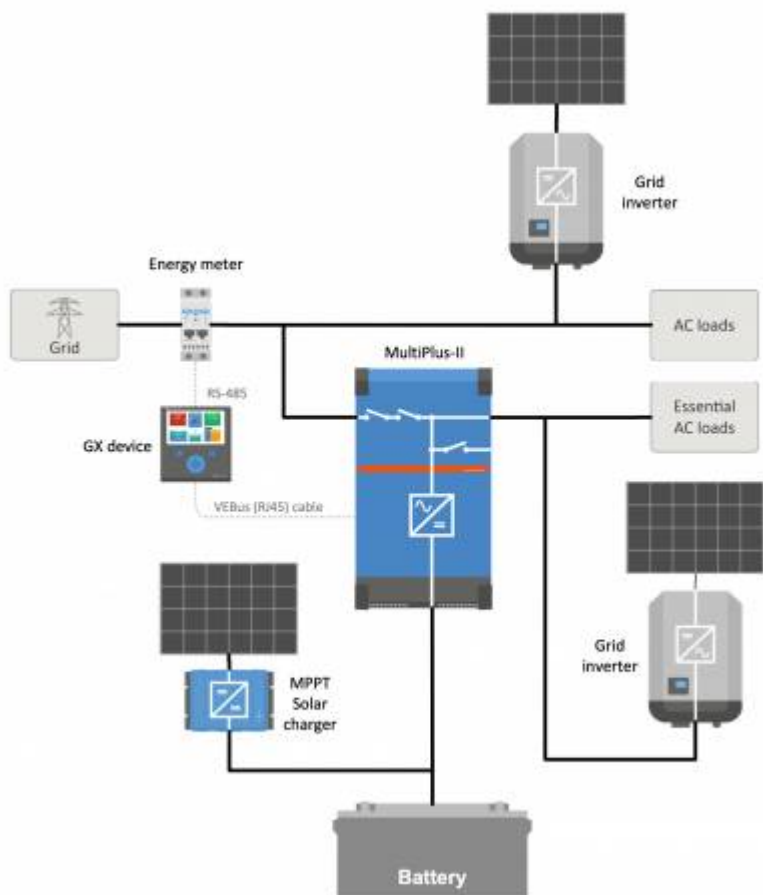 Grid
inverter
Energy meter
Grid
AC loads
MultiPlus-II
RS-485
Essential
AC loads
GX device
VEBus (RJ45) cable
MPPT
Solar
charger
Grid
inverter
Battery